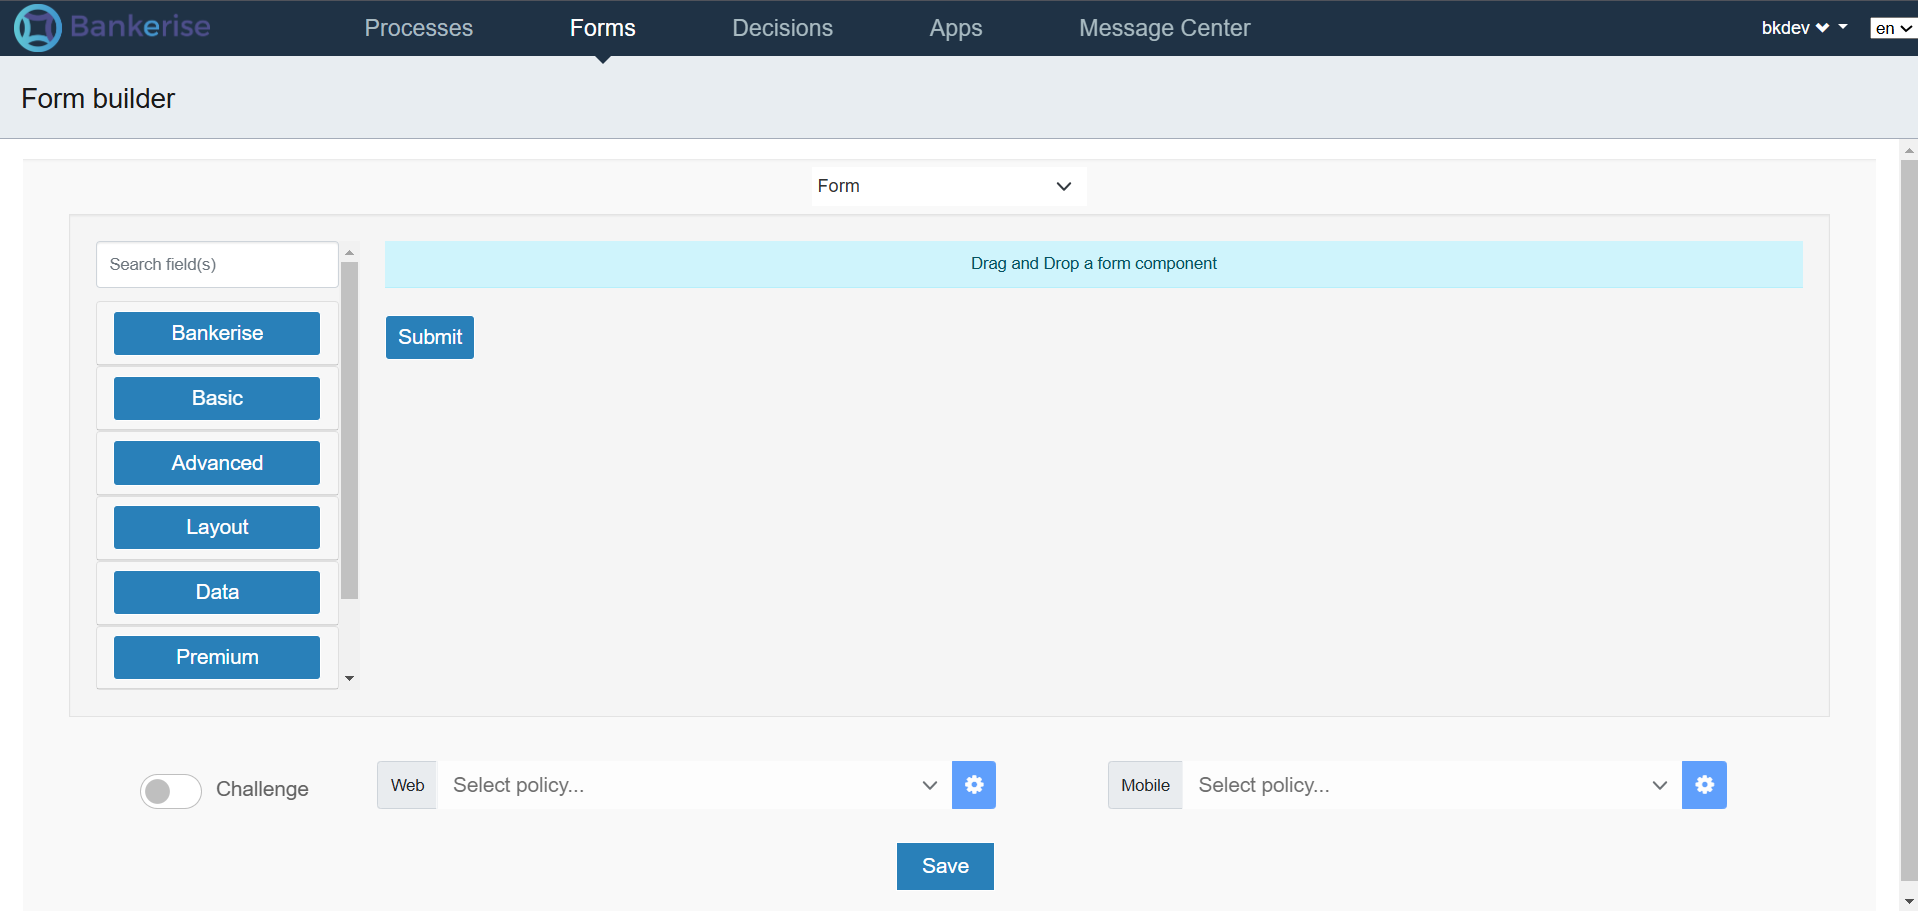 Bankerise
Processes
Forms
Decisions
Apps
Message Center
bkdev
en
Form builder
Form
Search field(s)
Drag and Drop a form component
Bankerise
Submit
Basic
Advanced
Layout
Data
Premium
Challenge
Web
Select policy...
Mobile
Select policy...
Save